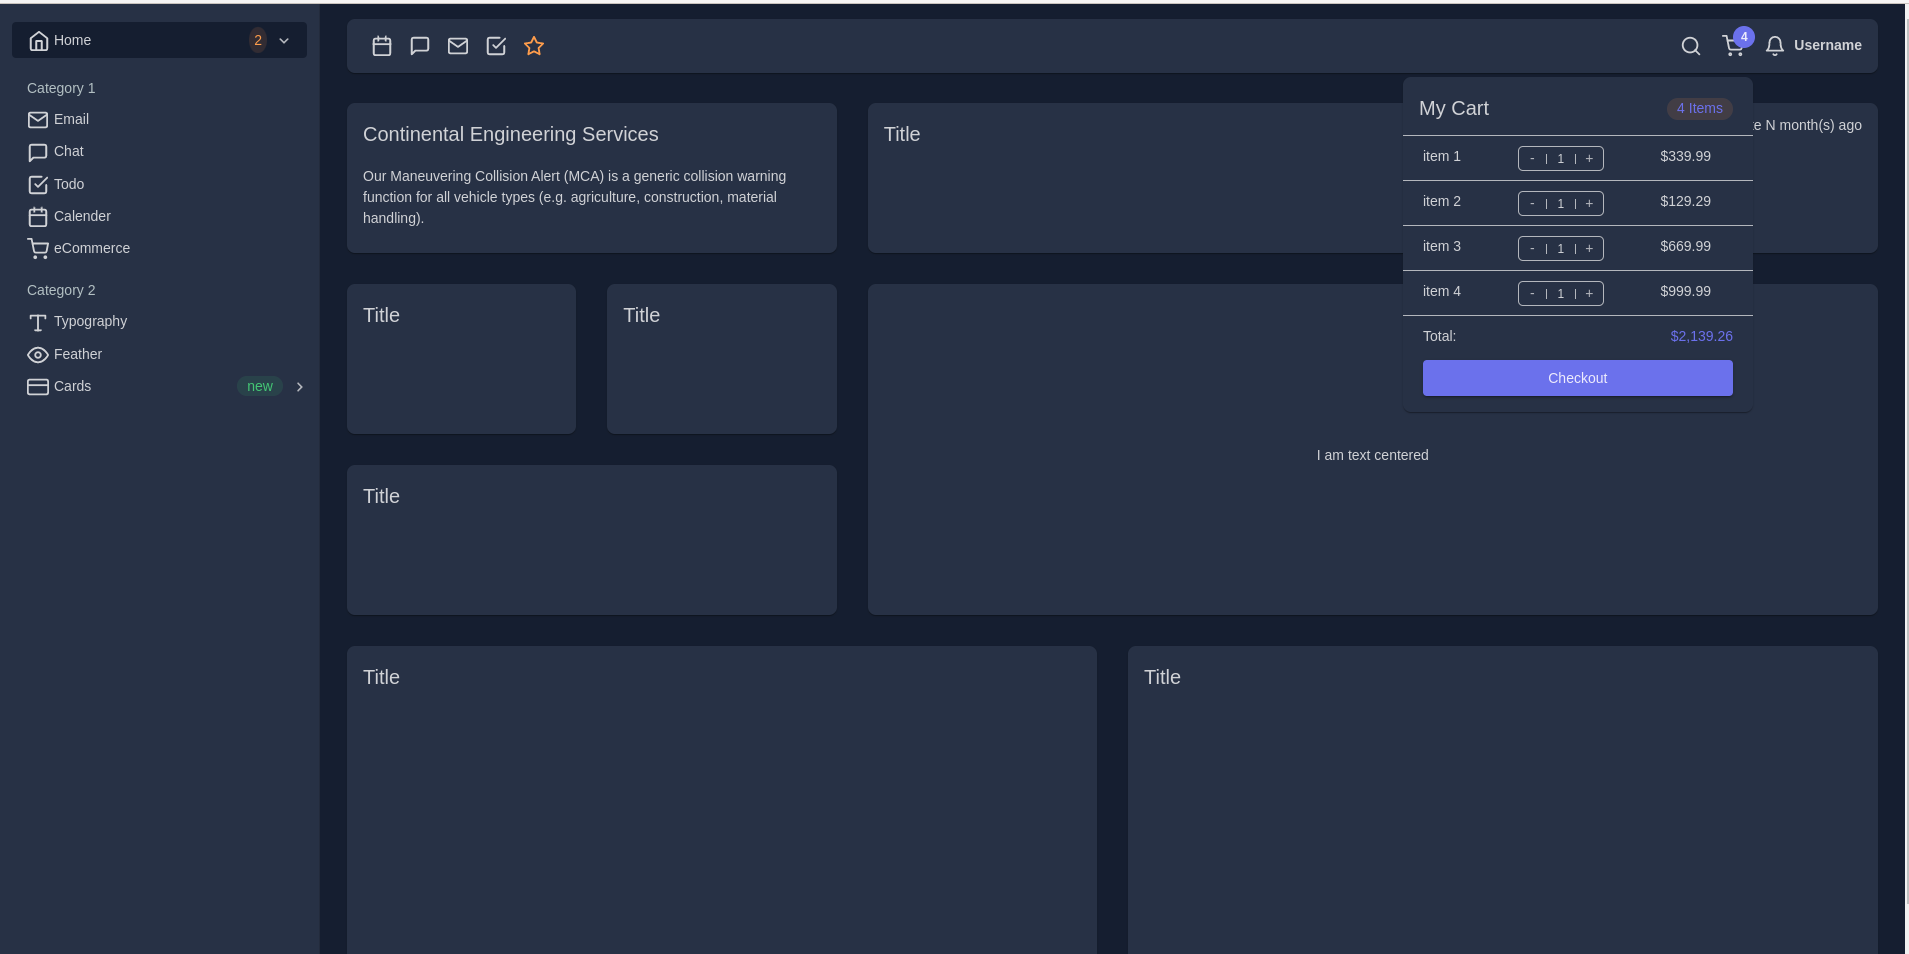 Home 2
Category 1
Email
Chat
Todo
Calender
eCommerce
Category 2
Typography
Feather
Cards new
4
Username
My Cart 4 Items
item 1 - 1 + $339.99
item 2 - 1 + $129.29
item 3 - 1 + $669.99
item 4 - 1 + $999.99
Total: $2,139.26
Checkout
Continental Engineering Services
Our Maneuvering Collision Alert (MCA) is a generic collision warning
function for all vehicle types (e.g. agriculture, construction, material
handling).
Title
N month(s) ago
Title
Title
I am text centered
Title
Title
Title